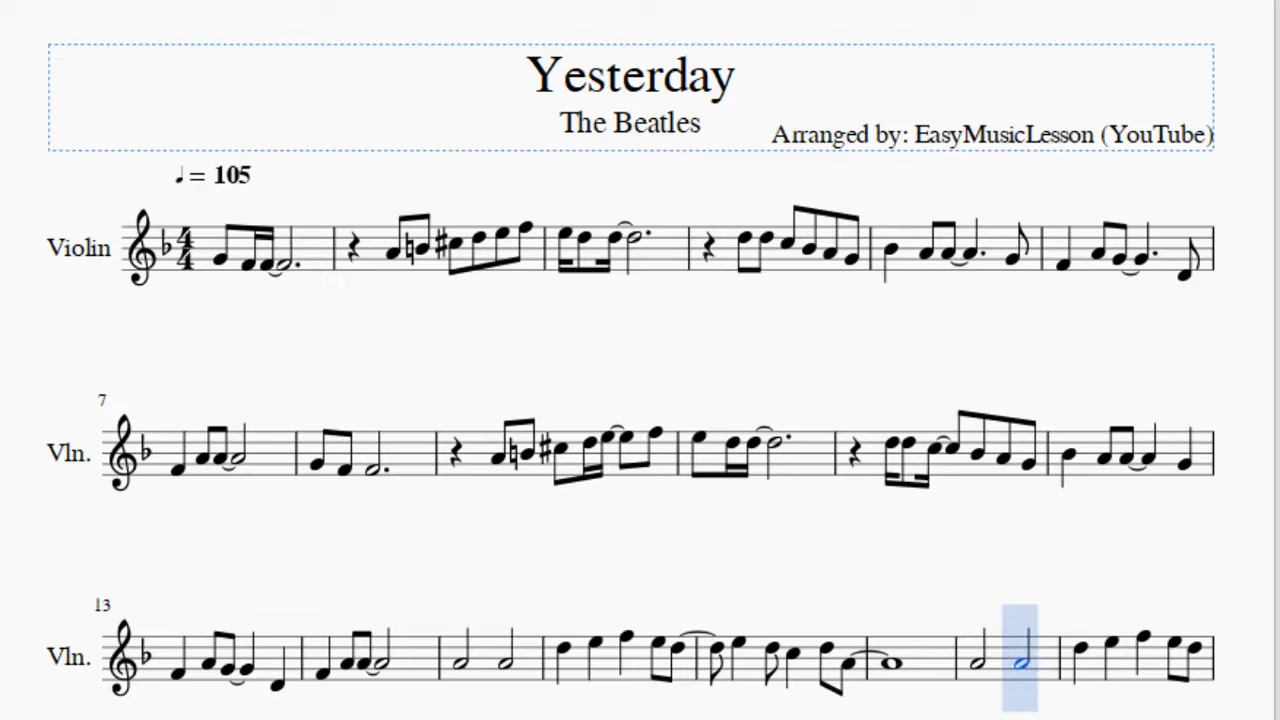 Yesterday
The Beatles
Arranged by: EasyMusicLesson (YouTube)
♩= 105
Violin
4
4
7
Vln.
13
Vln.